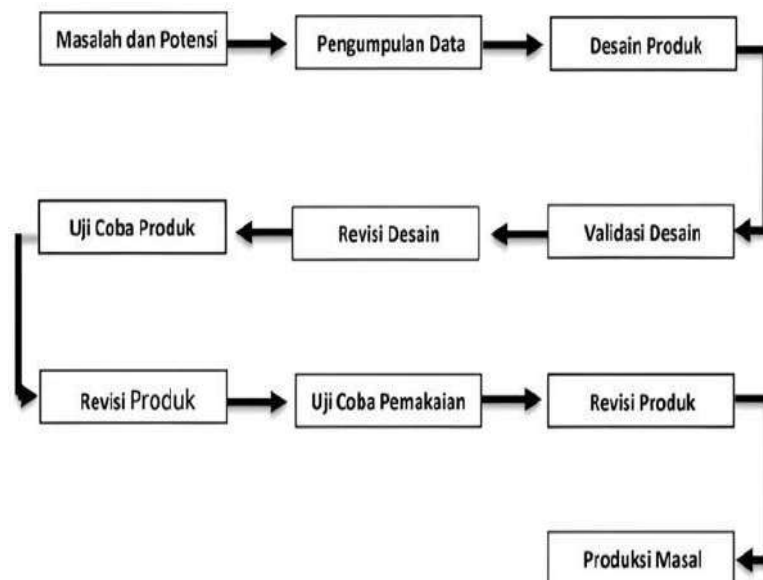 Masalah dan Potensi
Pengumpulan Data
Desain Produk
Validasi Desain
Revisi Desain
Uji Coba Produk
Revisi Produk
Uji Coba Pemakaian
Revisi Produk
Produksi Masal